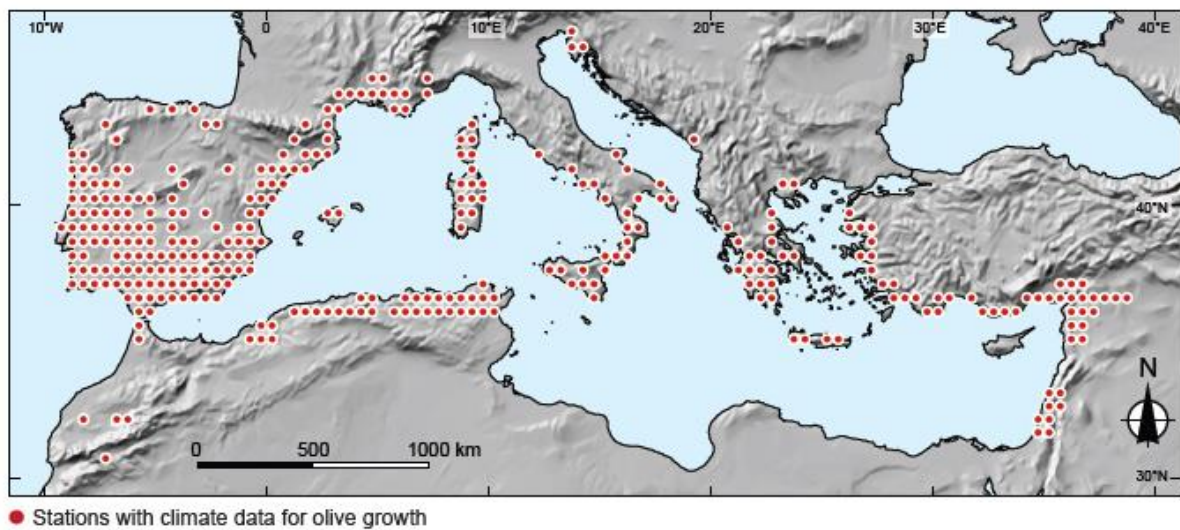 10°W 0 10°E 20°E 30°E 40°E
40°N
N
0 500 1000 km
30°N
Stations with climate data for olive growth